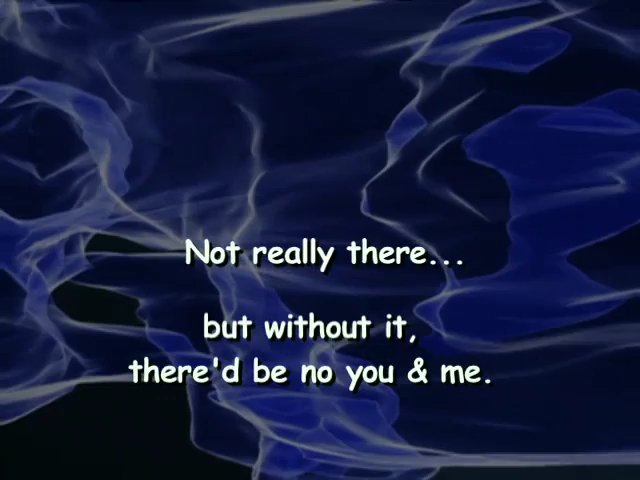 Not really there...
but without it,
there'd be no you & me.